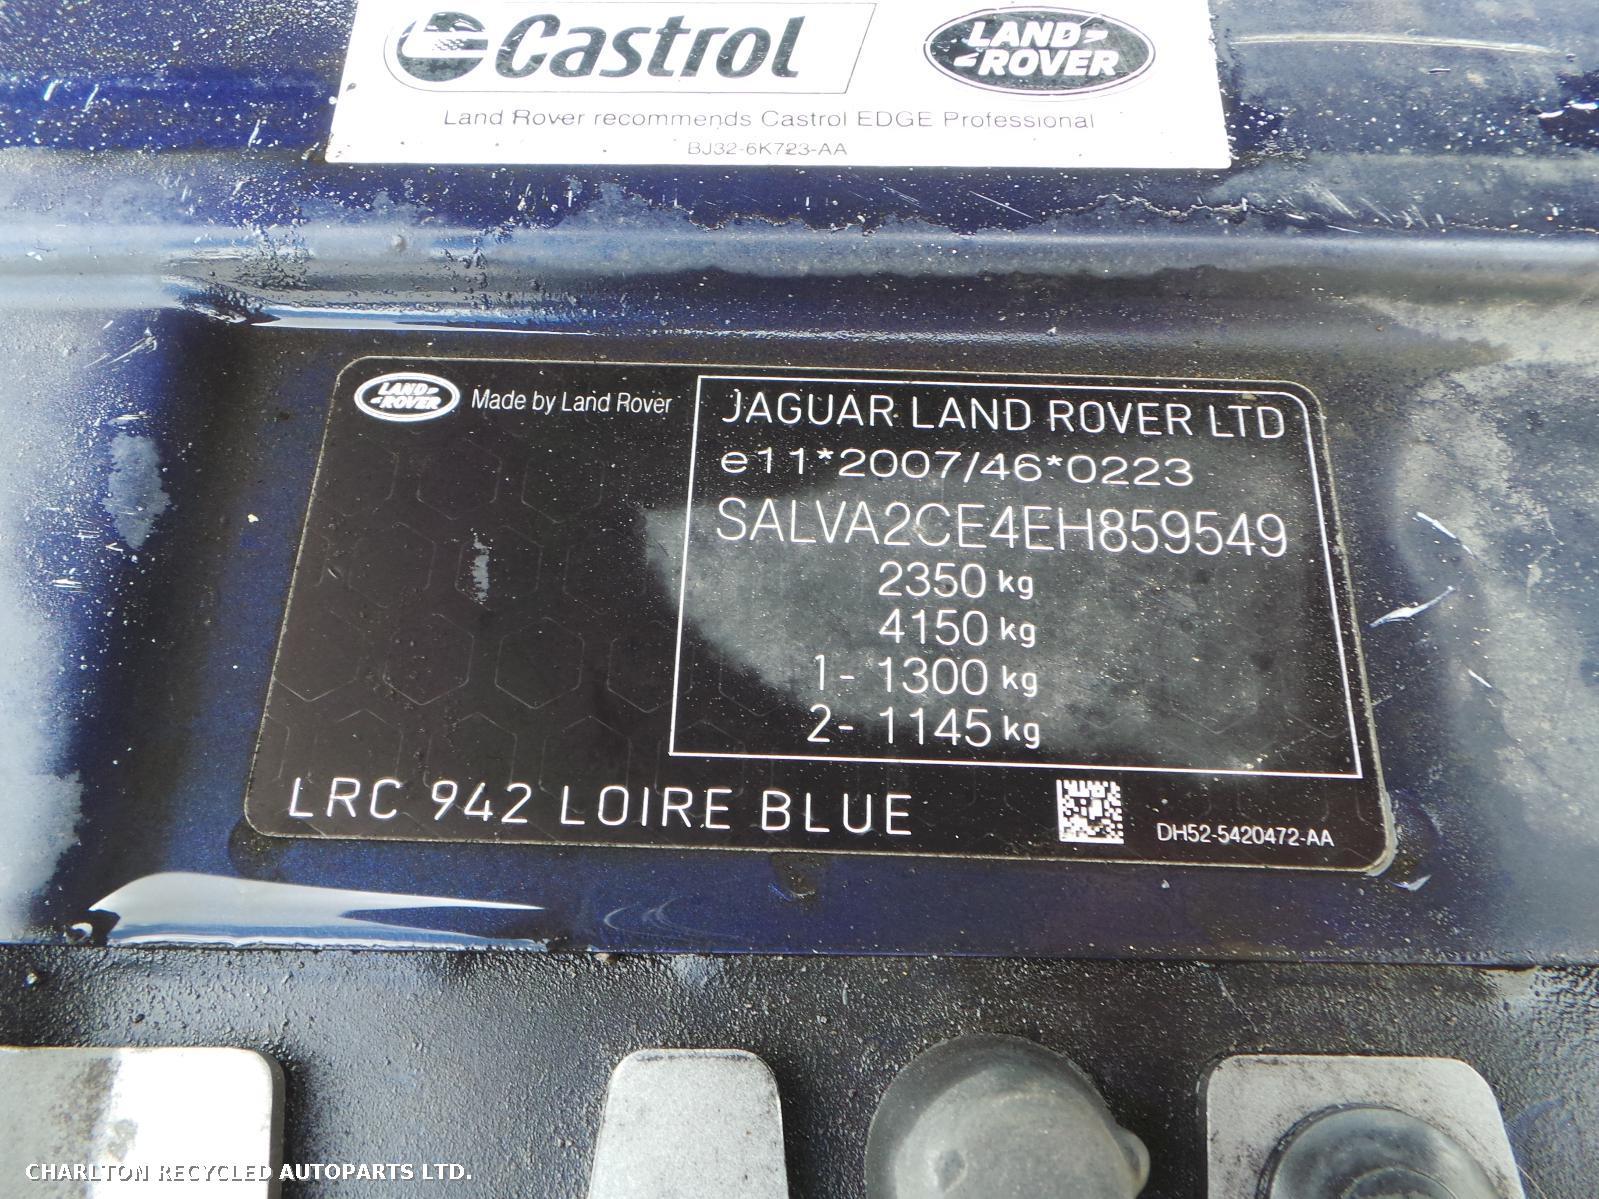 Castrol LAND-ROVER
Land Rover recommends Castrol EDGE Professional
BJ32-6K723-AA
LAND-ROVER Made by Land Rover
JAGUAR LAND ROVER LTD
e11*2007/46*0223
SALVA2CE4EH859549
2350 kg
4150 kg
1- 1300 kg
2- 1145 kg
LRC 942 LOIRE BLUE
DH52-5420472-AA
CHARLTON RECYCLED AUTOPARTS LTD.